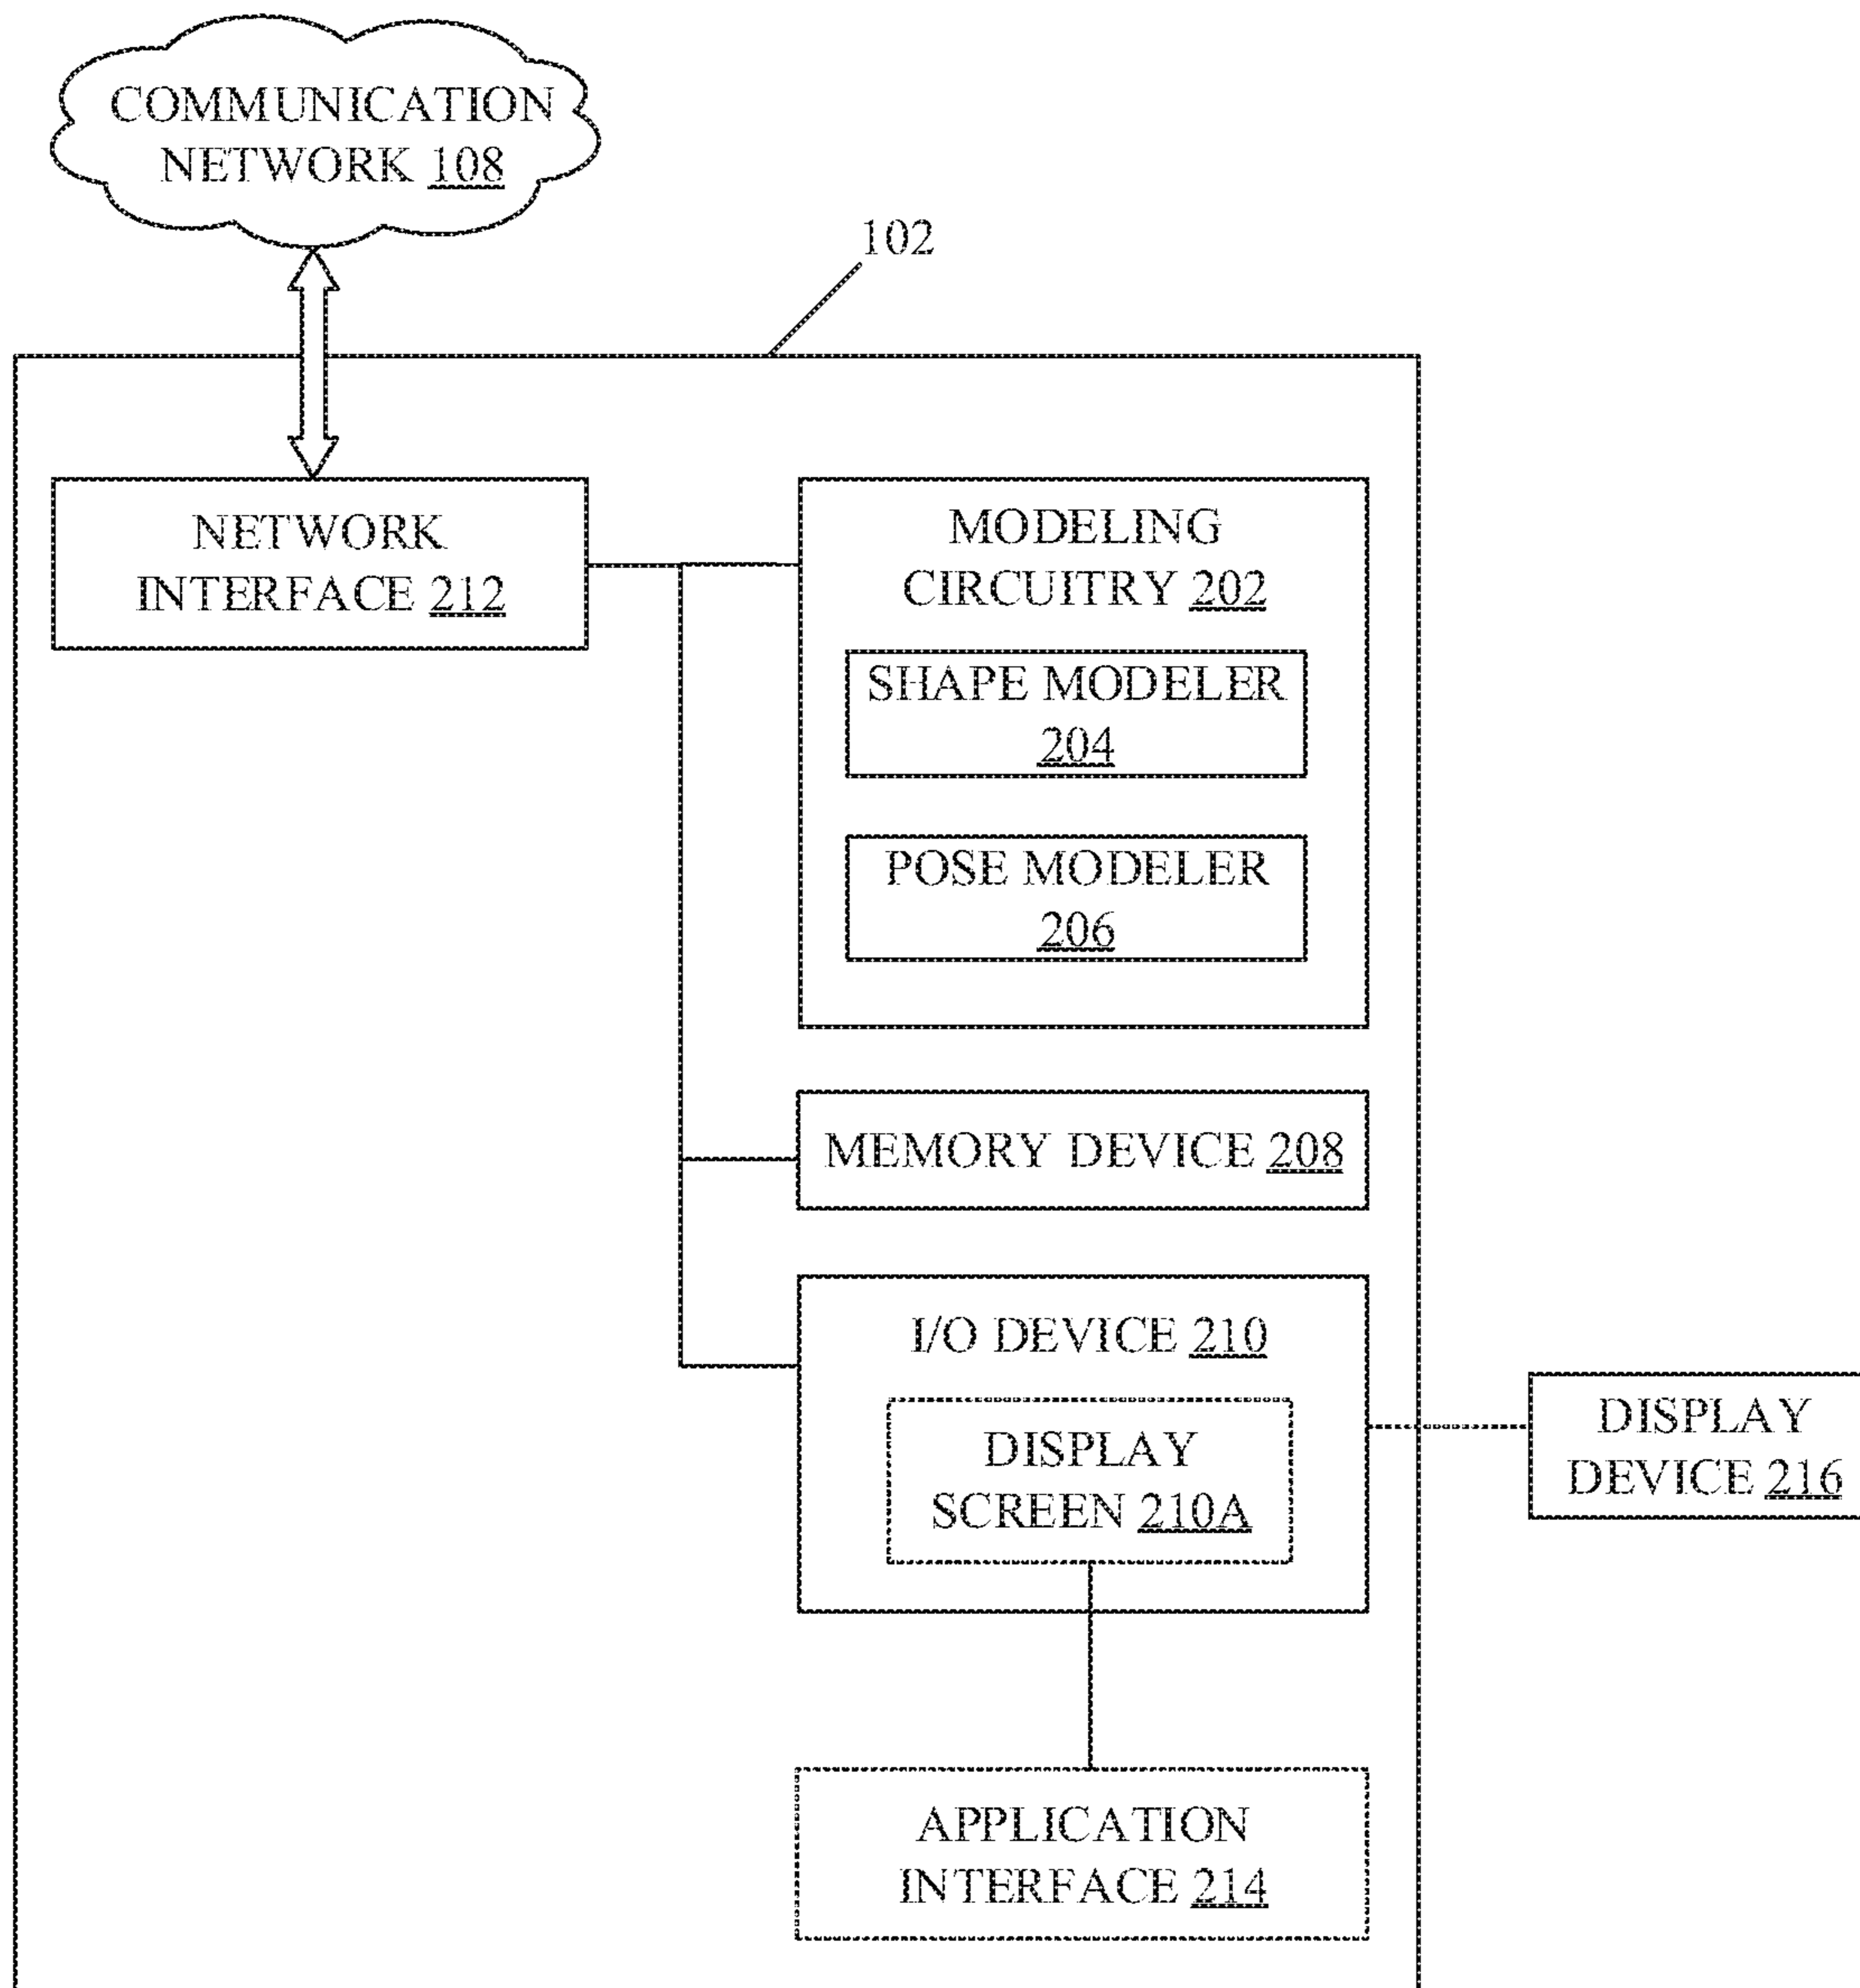 COMMUNICATION
NETWORK 108
102
NETWORK
INTERFACE 212
MODELING
CIRCUITRY 202
SHAPE MODELER
204
POSE MODELER
206
MEMORY DEVICE 208
I/O DEVICE 210
DISPLAY
SCREEN 210A
DISPLAY
DEVICE 216
APPLICATION
INTERFACE 214